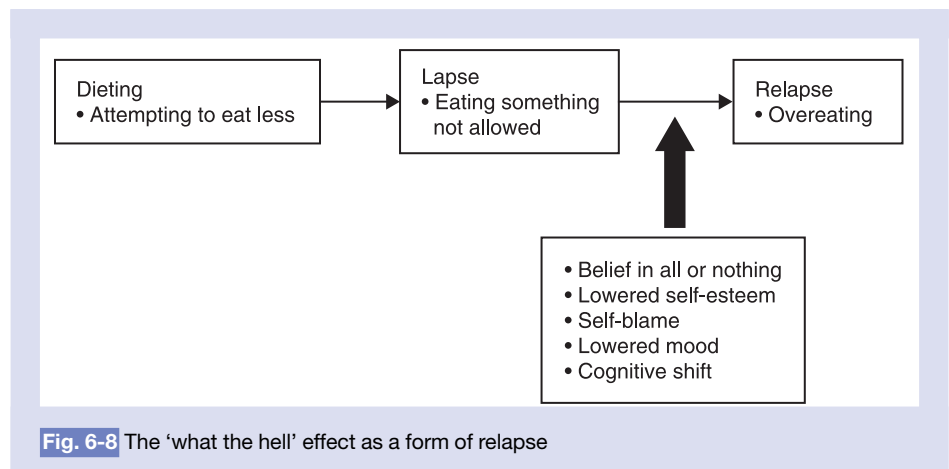 Dieting
• Attempting to eat less
Lapse
• Eating something
not allowed
Relapse
• Overeating
• Belief in all or nothing
• Lowered self-esteem
• Self-blame
• Lowered mood
• Cognitive shift
Fig. 6-8 The ‘what the hell’ effect as a form of relapse